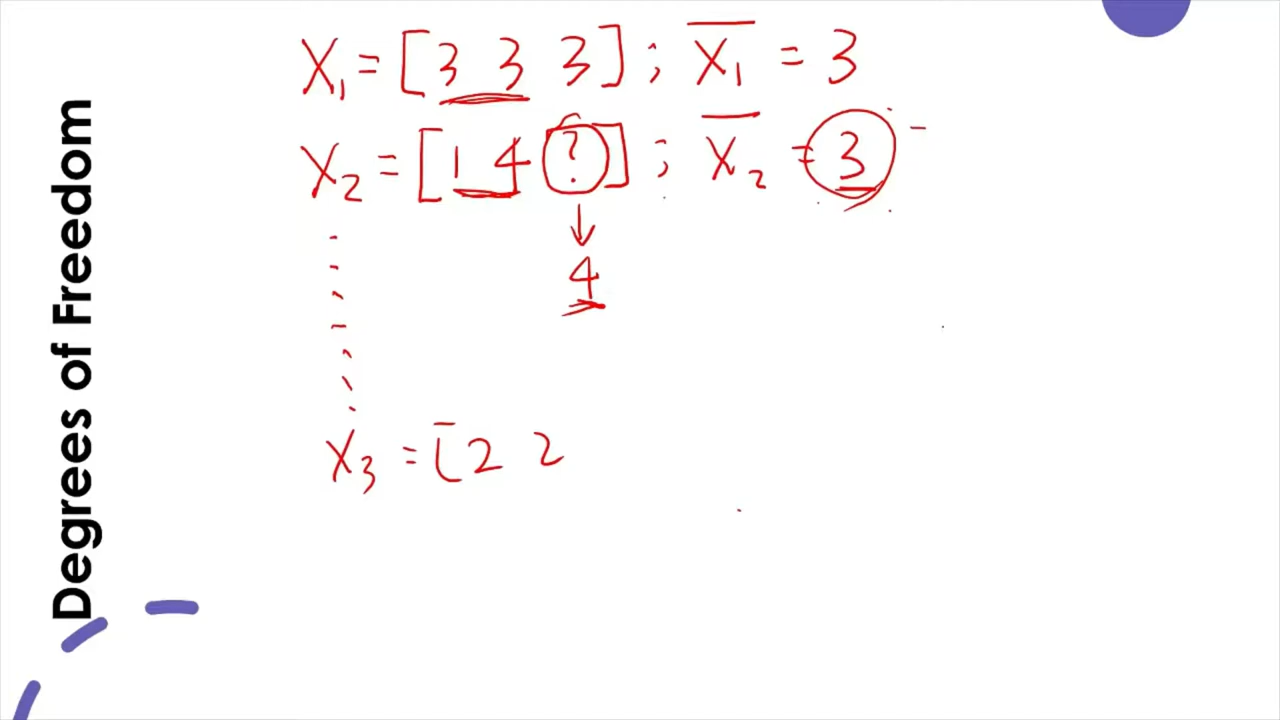 Degrees of Freedom
X₁ = [3 3 3] ; X̅₁ = 3
X₂ = [1 4 ?] ; X̅₂ = 3
4
X₃ = [2 2